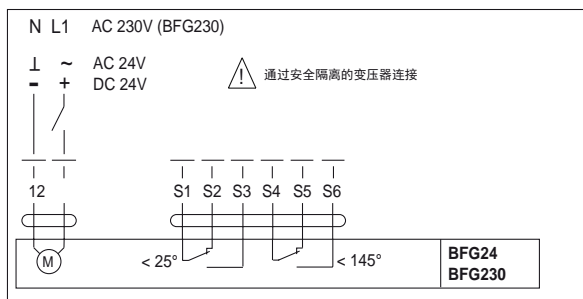 N L1 AC 230V (BFG230)
⊥ ~ AC 24V
- + DC 24V
! 通过安全隔离的变压器连接
12 S1 S2 S3 S4 S5 S6
M < 25° < 145° BFG24
BFG230